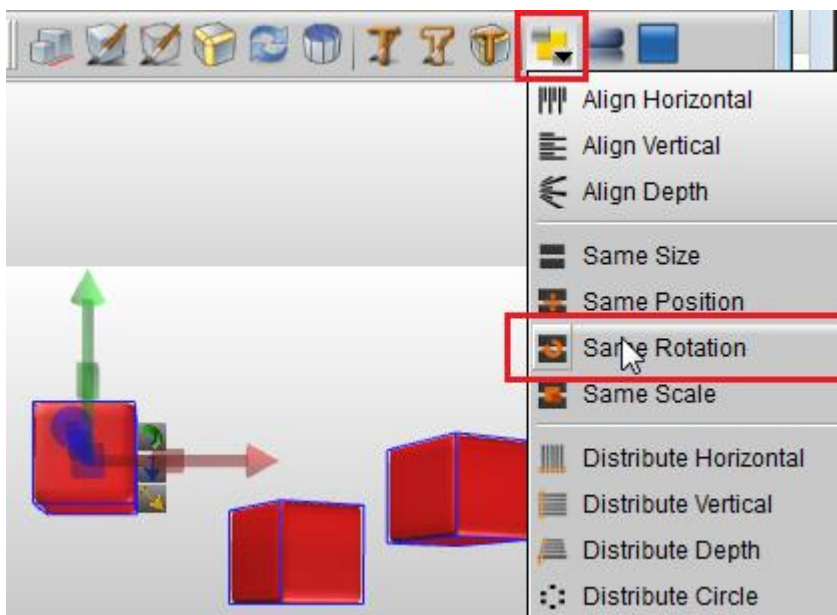 Align Horizontal
Align Vertical
Align Depth
Same Size
Same Position
Same Rotation
Same Scale
Distribute Horizontal
Distribute Vertical
Distribute Depth
Distribute Circle